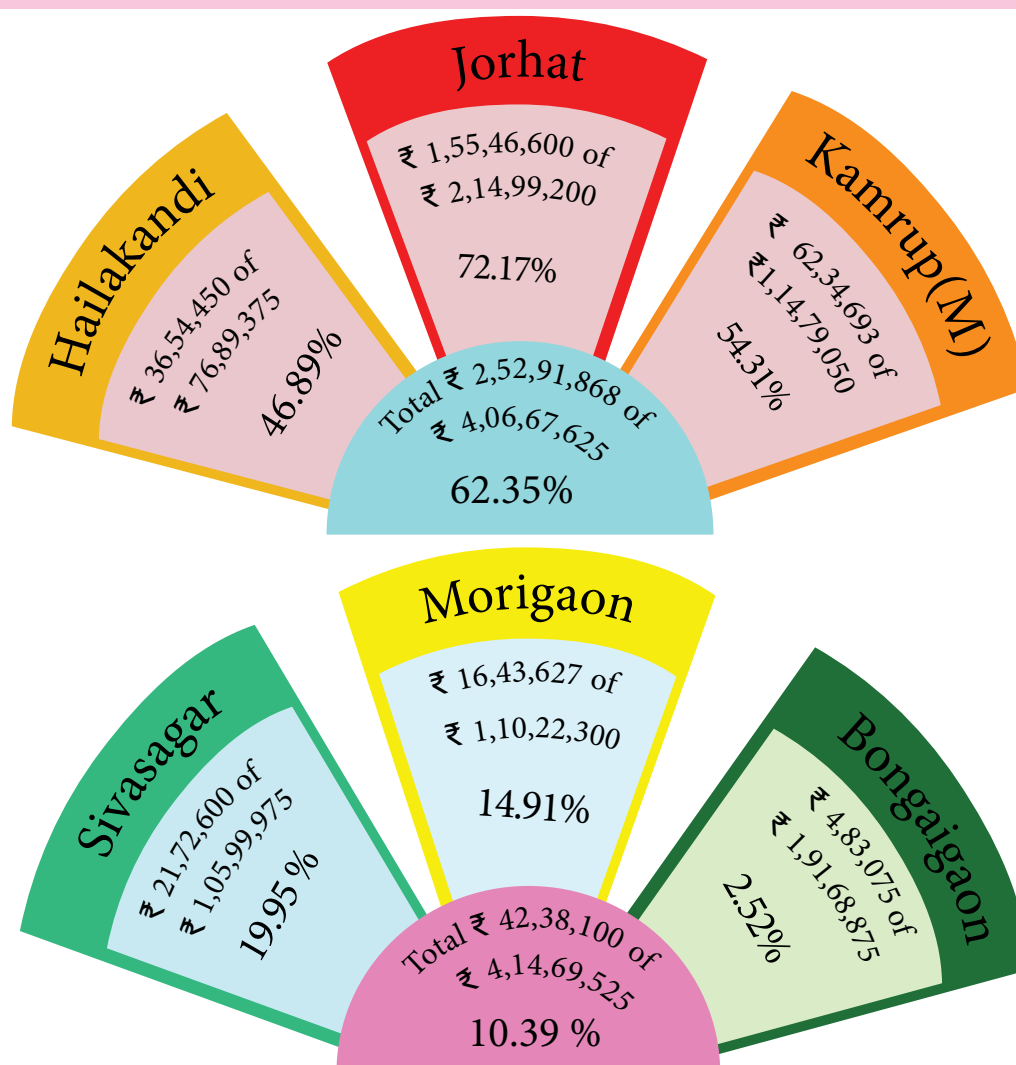 Hailakandi
₹ 36,54,450 of
₹ 76,89,375
46.89%
Jorhat
₹ 1,55,46,600 of
₹ 2,14,99,200
72.17%
Kamrup(M)
₹ 62,34,693 of
₹1,14,79,050
54.31%
Total ₹ 2,52,91,868 of
₹ 4,06,67,625
62.35%
Sivasagar
₹ 21,72,600 of
₹ 1,05,99,975
19.95 %
Morigaon
₹ 16,43,627 of
₹ 1,10,22,300
14.91%
Bongaigaon
₹ 4,83,075 of
₹ 1,91,68,875
2.52%
Total ₹ 42,38,100 of
₹ 4,14,69,525
10.39 %